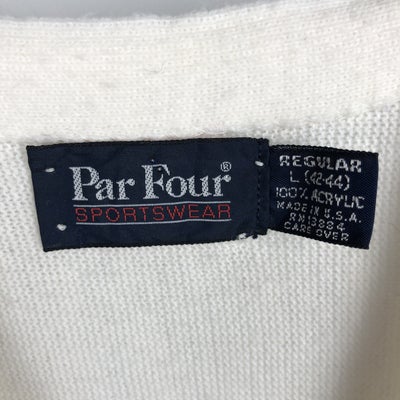 Par Four®
SPORTSWEAR
REGULAR
L (42-44)
100% ACRYLIC
MADE IN U.S.A.
RN 13884
CARE OVER